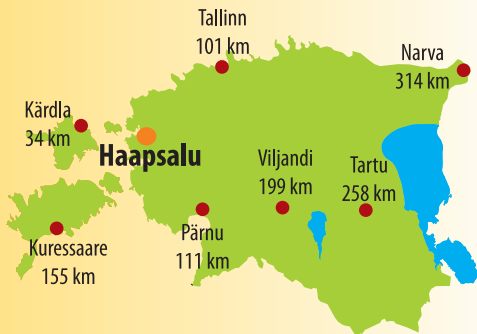 Tallinn
101 km
Narva
314 km
Kärdla
34 km
Haapsalu
Viljandi
199 km
Tartu
258 km
Pärnu
111 km
Kuressaare
155 km